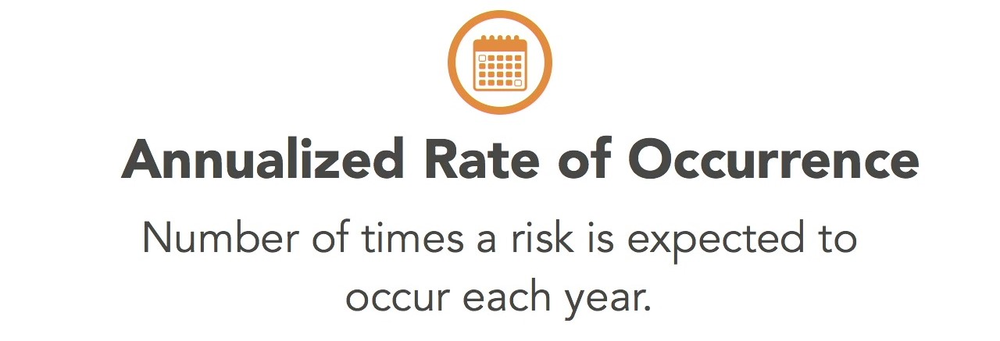 Annualized Rate of Occurrence
Number of times a risk is expected to
occur each year.